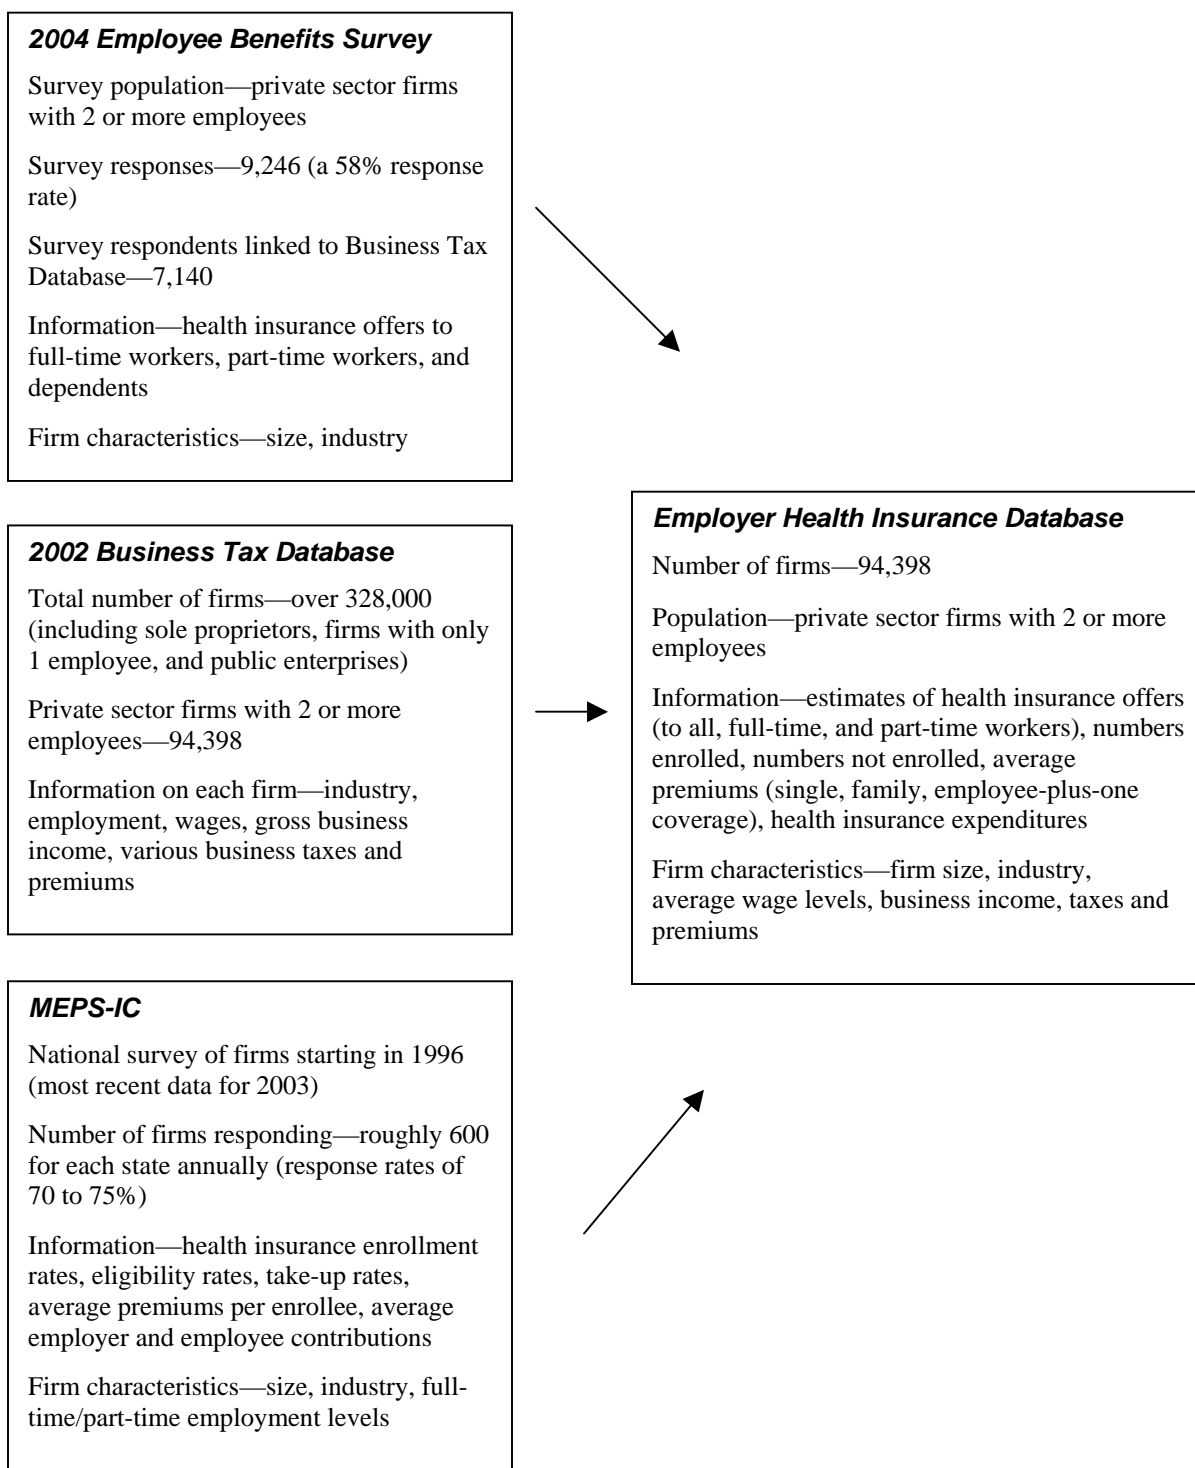 2004 Employee Benefits Survey
Survey population—private sector firms
with 2 or more employees
Survey responses—9,246 (a 58% response
rate)
Survey respondents linked to Business Tax
Database—7,140
Information—health insurance offers to
full-time workers, part-time workers, and
dependents
Firm characteristics—size, industry
2002 Business Tax Database
Total number of firms—over 328,000
(including sole proprietors, firms with only
1 employee, and public enterprises)
Private sector firms with 2 or more
employees—94,398
Information on each firm—industry,
employment, wages, gross business
income, various business taxes and
premiums
MEPS-IC
National survey of firms starting in 1996
(most recent data for 2003)
Number of firms responding—roughly 600
for each state annually (response rates of
70 to 75%)
Information—health insurance enrollment
rates, eligibility rates, take-up rates,
average premiums per enrollee, average
employer and employee contributions
Firm characteristics—size, industry, full-
time/part-time employment levels
Employer Health Insurance Database
Number of firms—94,398
Population—private sector firms with 2 or more
employees
Information—estimates of health insurance offers
(to all, full-time, and part-time workers), numbers
enrolled, numbers not enrolled, average
premiums (single, family, employee-plus-one
coverage), health insurance expenditures
Firm characteristics—firm size, industry,
average wage levels, business income, taxes and
premiums